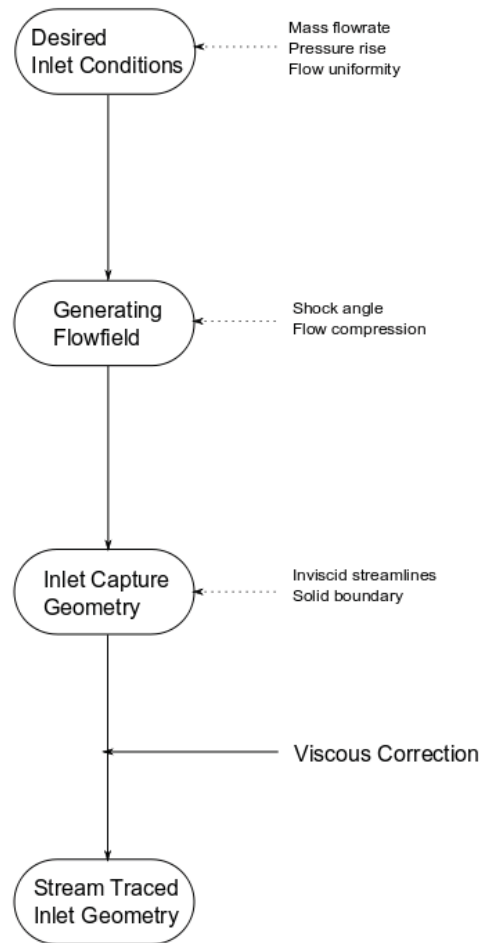 Desired
Inlet Conditions
Mass flowrate
Pressure rise
Flow uniformity
Generating
Flowfield
Shock angle
Flow compression
Inlet Capture
Geometry
Inviscid streamlines
Solid boundary
Viscous Correction
Stream Traced
Inlet Geometry